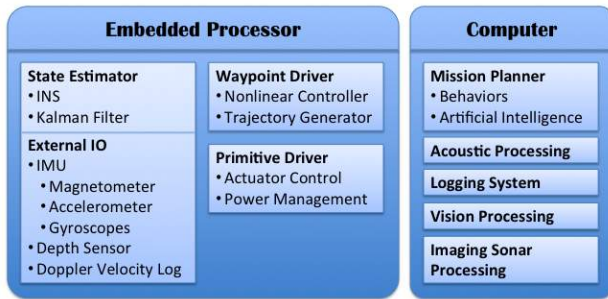 Embedded Processor
State Estimator
• INS
• Kalman Filter
External IO
• IMU
• Magnetometer
• Accelerometer
• Gyroscopes
• Depth Sensor
• Doppler Velocity Log
Waypoint Driver
• Nonlinear Controller
• Trajectory Generator
Primitive Driver
• Actuator Control
• Power Management
Computer
Mission Planner
• Behaviors
• Artificial Intelligence
Acoustic Processing
Logging System
Vision Processing
Imaging Sonar
Processing